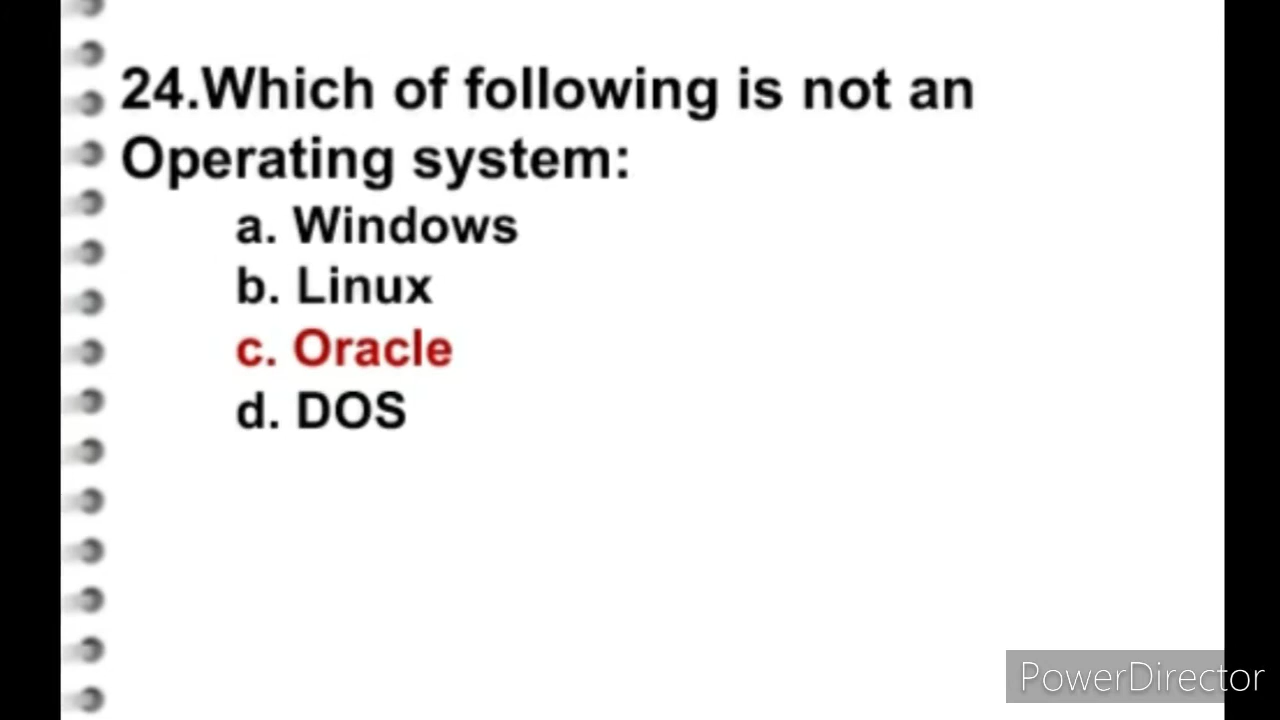 24.Which of following is not an
Operating system:
a. Windows
b. Linux
c. Oracle
d. DOS
PowerDirector